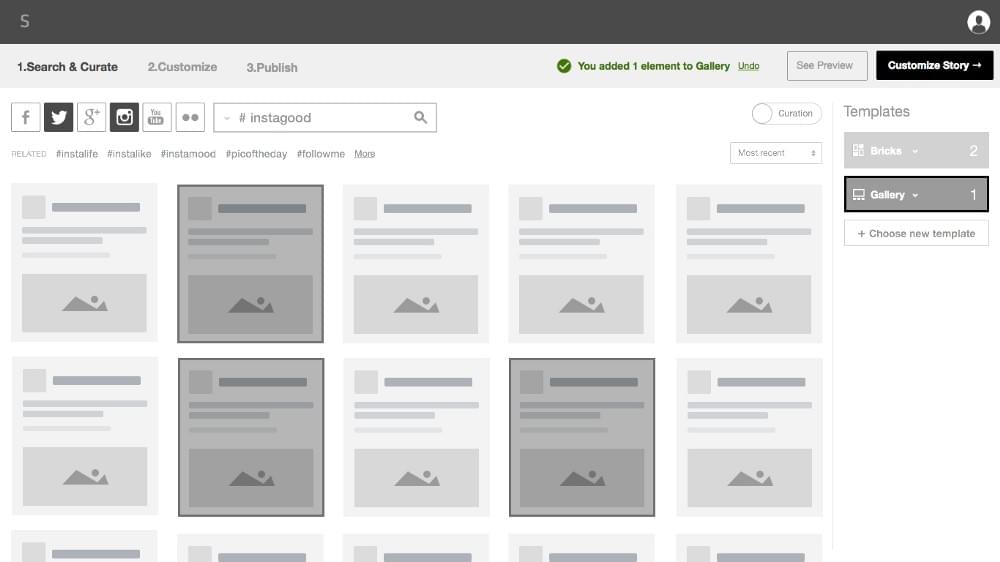 S
1.Search & Curate 2.Customize 3.Publish You added 1 element to Gallery Undo See Preview Customize Story →
f g+ You Tube # instagood Curation Templates
RELATED #instalife #instalike #instamood #picoftheday #followme More Most recent
Bricks 2
Gallery 1
+ Choose new template